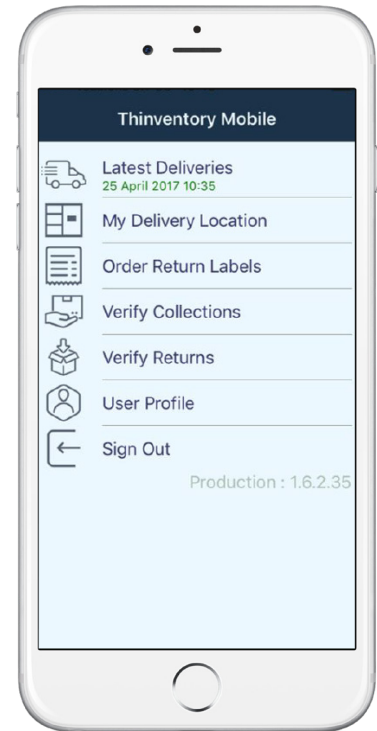 Thinventory Mobile
Latest Deliveries
25 April 2017 10:35
My Delivery Location
Order Return Labels
Verify Collections
Verify Returns
User Profile
Sign Out
Production : 1.6.2.35